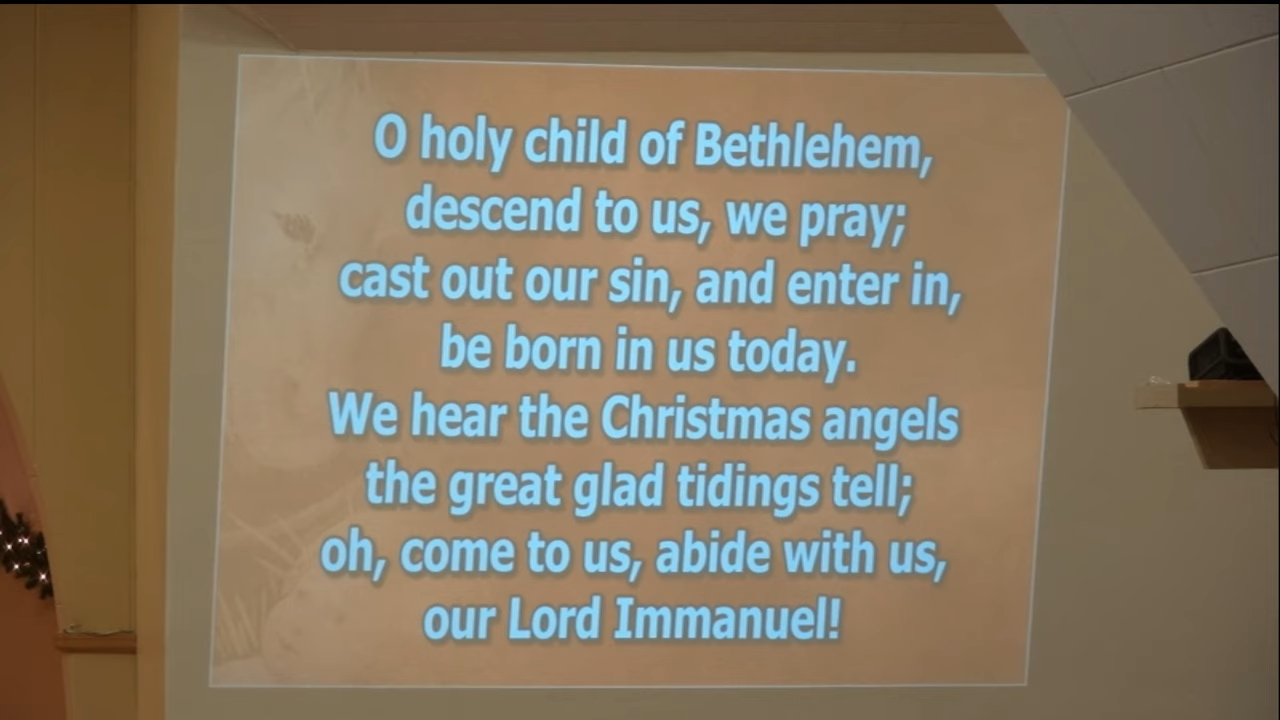 O holy child of Bethlehem,
descend to us, we pray;
cast out our sin, and enter in,
be born in us today.
We hear the Christmas angels
the great glad tidings tell;
oh, come to us, abide with us,
our Lord Immanuel!